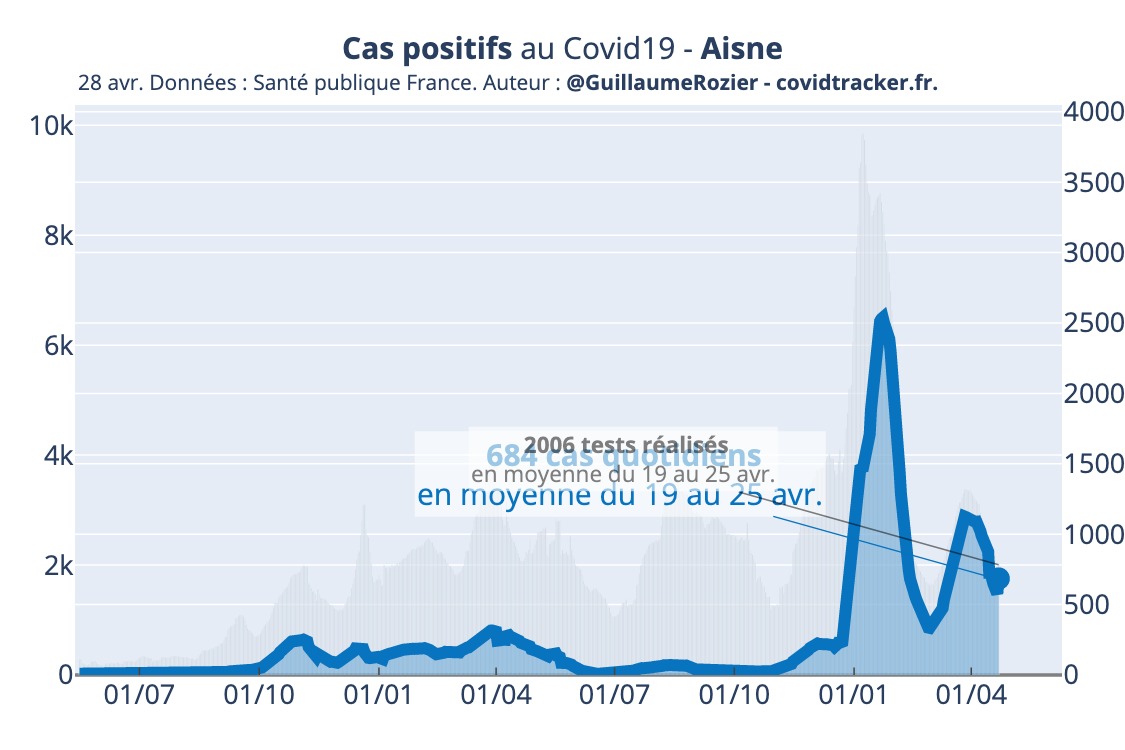 Cas positifs au Covid19 - Aisne
28 avr. Données : Santé publique France. Auteur : @GuillaumeRozier - covidtracker.fr.
10k
8k
6k
4k
2k
0
4000
3500
3000
2500
2000
1500
1000
500
0
2006 tests réalisés
684 cas quotidiens
en moyenne du 19 au 25 avr.
en moyenne du 19 au 25 avr.
01/07 01/10 01/01 01/04 01/07 01/10 01/01 01/04